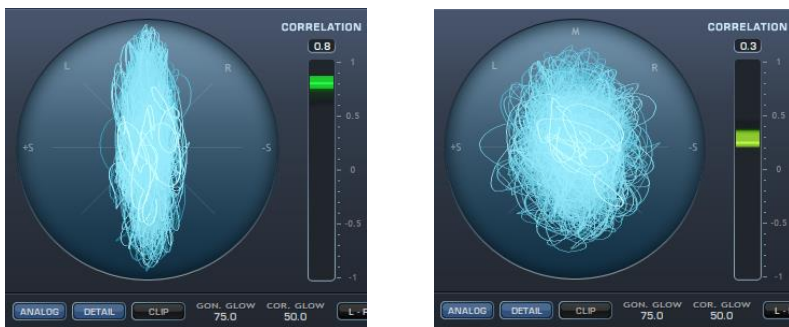 CORRELATION
0.8
1
L
R
0.5
+S
-S
0
-0.5
-1
ANALOG
DETAIL
CLIP
GON. GLOW
75.0
COR. GLOW
50.0
CORRELATION
0.3
M
1
L
R
0.5
+S
-S
0
-0.5
-1
ANALOG
DETAIL
CLIP
GON. GLOW
75.0
COR. GLOW
50.0
L